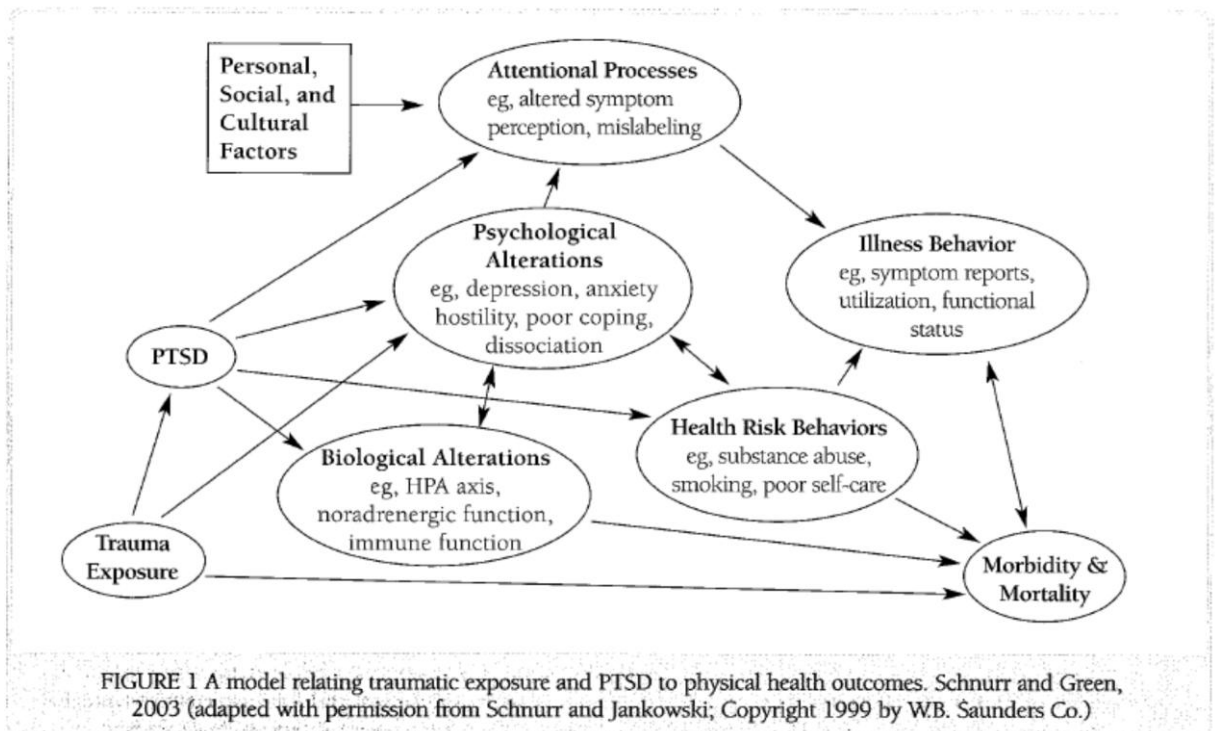 Personal,
Social, and
Cultural
Factors
Attentional Processes
eg, altered symptom
perception, mislabeling
Psychological
Alterations
eg, depression, anxiety
hostility, poor coping,
dissociation
Illness Behavior
eg, symptom reports,
utilization, functional
status
PTSD
Health Risk Behaviors
eg, substance abuse,
smoking, poor self-care
Biological Alterations
eg, HPA axis,
noradrenergic function,
immune function
Trauma
Exposure
Morbidity &
Mortality
FIGURE 1 A model relating traumatic exposure and PTSD to physical health outcomes. Schnurr and Green,
2003 (adapted with permission from Schnurr and Jankowski; Copyright 1999 by W.B. Saunders Co.)